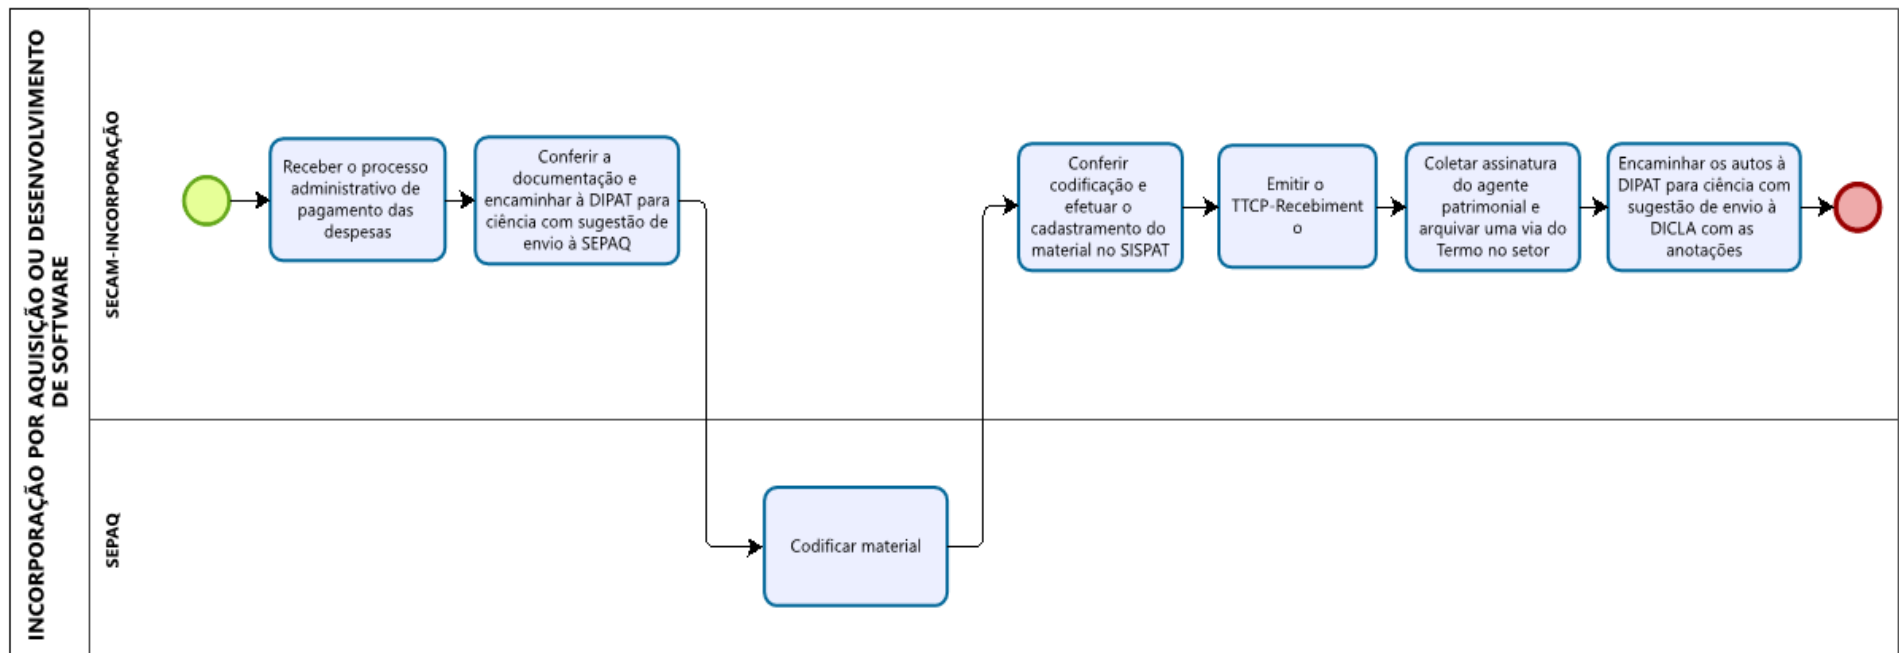 INCORPORAÇÃO POR AQUISIÇÃO OU DESENVOLVIMENTO
DE SOFTWARE
SECAM-INCORPORAÇÃO
Receber o processo
administrativo de
pagamento das
despesas
Conferir a
documentação e
encaminhar à DIPAT para
ciência com sugestão de
envio à SEPAQ
Conferir
codificação e
efetuar o
cadastramento do
material no SISPAT
Emitir o
TTCP-Recebiment
o
Coletar assinatura
do agente
patrimonial e
arquivar uma via do
Termo no setor
Encaminhar os autos à
DIPAT para ciência com
sugestão de envio à
DICLA com as
anotações
SEPAQ
Codificar material